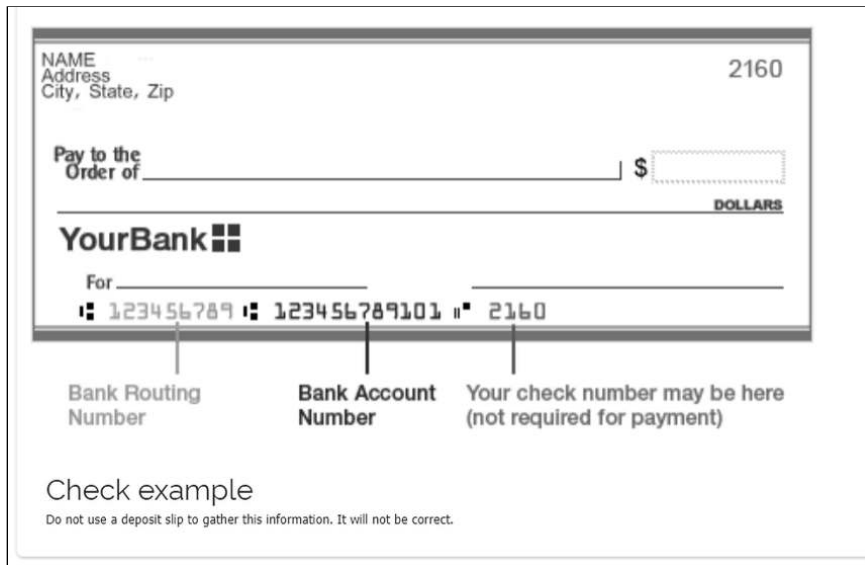 NAME
Address
City, State, Zip
2160
Pay to the
Order of
$
DOLLARS
YourBank
For
123456789 123456789101 2160
Bank Routing
Number
Bank Account
Number
Your check number may be here
(not required for payment)
Check example
Do not use a deposit slip to gather this information. It will not be correct.